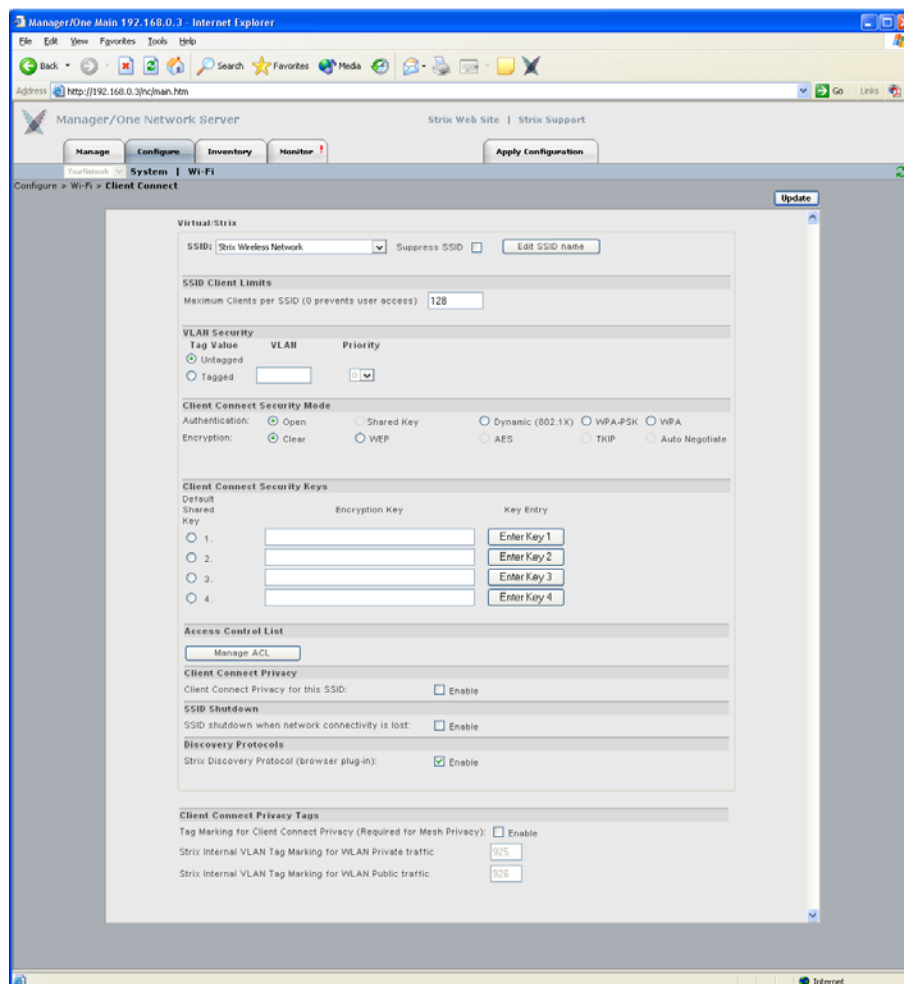 Manager/One Main 192.168.0.3 - Internet Explorer
File Edit View Favorites Tools Help
Back Search Favorites Media
Address http://192.168.0.3/nc/main.htm Go Links
Manager/One Network Server Strix Web Site | Strix Support
Manage Configure Inventory Monitor ! Apply Configuration
YourNetwork System | Wi-Fi
Configure > Wi-Fi > Client Connect
Update
Virtual/Strix
SSID: Strix Wireless Network Suppress SSID Edit SSID name
SSID Client Limits
Maximum Clients per SSID (0 prevents user access) 128
VLAN Security
Tag Value VLAN Priority
Untagged
Tagged 0
Client Connect Security Mode
Authentication: Open Shared Key Dynamic (802.1X) WPA-PSK WPA
Encryption: Clear WEP AES TKIP Auto Negotiate
Client Connect Security Keys
Default
Shared Encryption Key Key Entry
Key
1. Enter Key 1
2. Enter Key 2
3. Enter Key 3
4. Enter Key 4
Access Control List
Manage ACL
Client Connect Privacy
Client Connect Privacy for this SSID: Enable
SSID Shutdown
SSID shutdown when network connectivity is lost: Enable
Discovery Protocols
Strix Discovery Protocol (browser plug-in): Enable
Client Connect Privacy Tags
Tag Marking for Client Connect Privacy (Required for Mesh Privacy): Enable
Strix Internal VLAN Tag Marking for WLAN Private traffic 925
Strix Internal VLAN Tag Marking for WLAN Public traffic 926
Internet